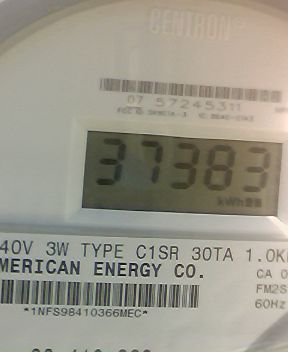 CENTRON®
07 57245311
37383
kWh
40V 3W TYPE C1SR 30TA 1.0K
MERICAN ENERGY CO.
CA 0
FM2S
60Hz
*1NFS98410366MEC*